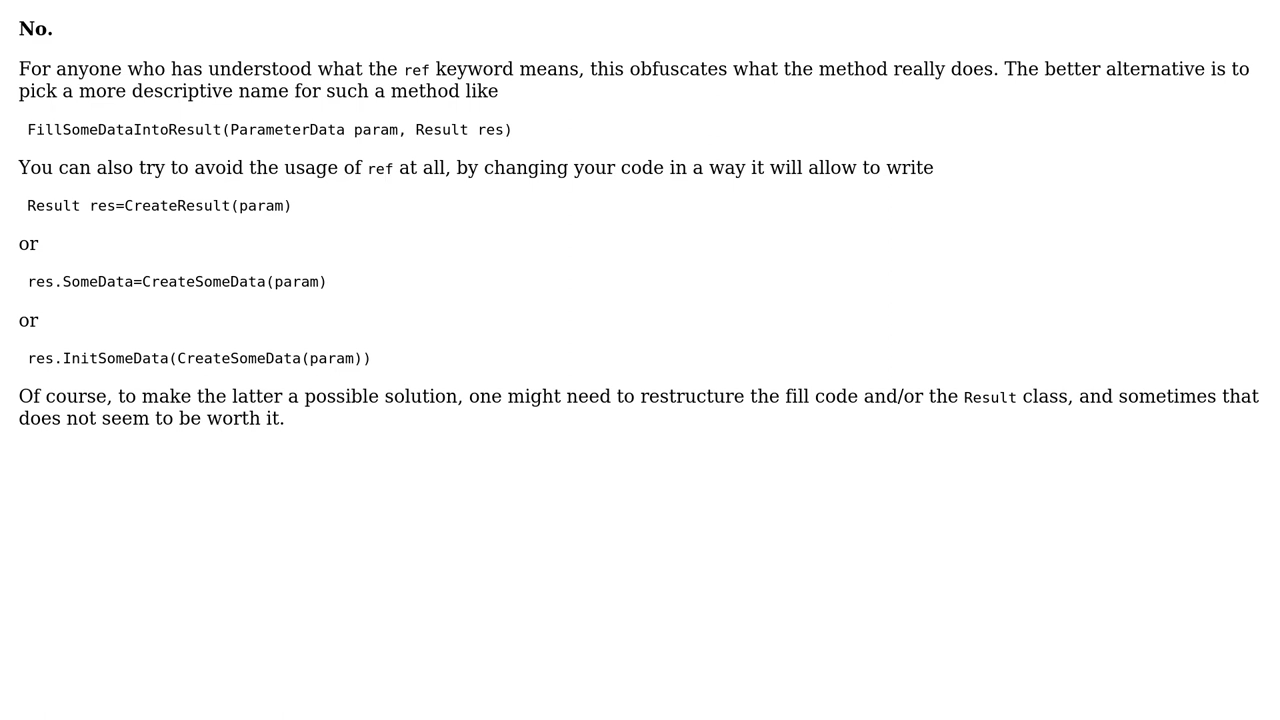 No.
For anyone who has understood what the ref keyword means, this obfuscates what the method really does. The better alternative is to
pick a more descriptive name for such a method like
FillSomeDataIntoResult(ParameterData param, Result res)
You can also try to avoid the usage of ref at all, by changing your code in a way it will allow to write
Result res=CreateResult(param)
or
res.SomeData=CreateSomeData(param)
or
res.InitSomeData(CreateSomeData(param))
Of course, to make the latter a possible solution, one might need to restructure the fill code and/or the Result class, and sometimes that
does not seem to be worth it.